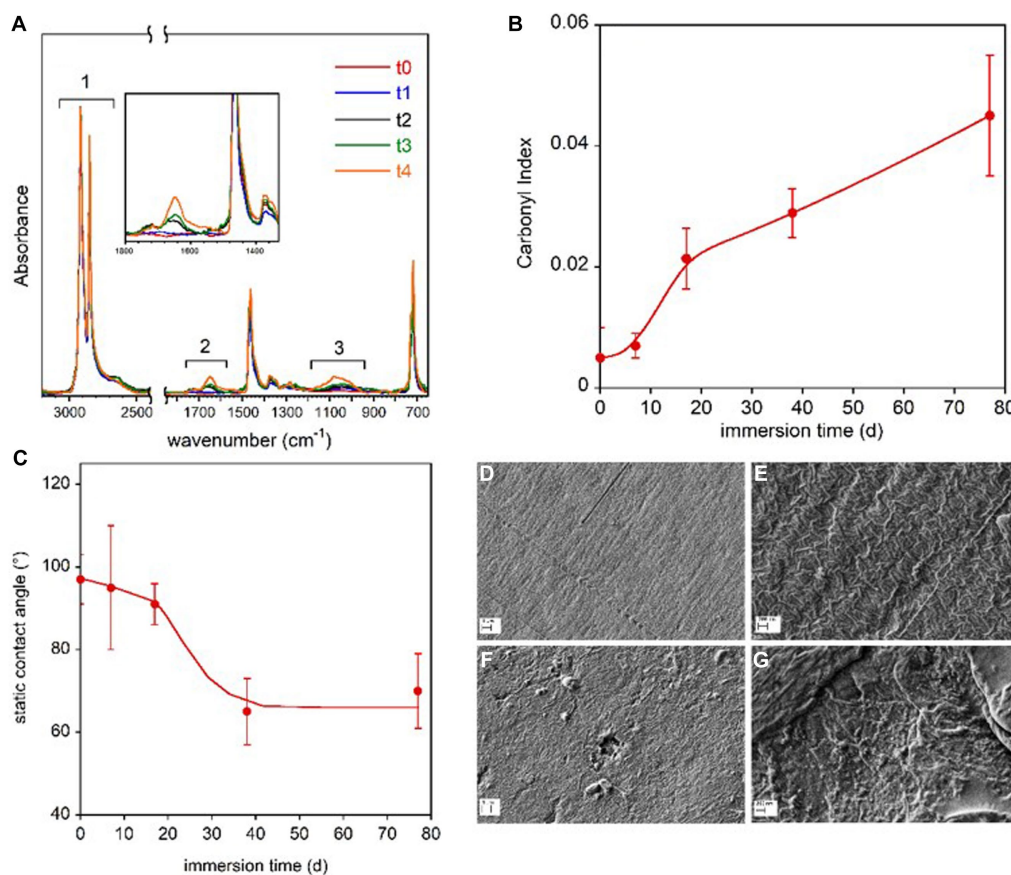 A
1
t0
t1
t2
t3
t4
1800
1600
1400
2
3
Absorbance
3000
2500
1700
1500
1300
1100
900
700
wavenumber (cm⁻¹)
B
0.06
0.04
0.02
0
Carbonyl Index
0
10
20
30
40
50
60
70
80
immersion time (d)
C
120
100
80
60
40
static contact angle (°)
0
10
20
30
40
50
60
70
80
immersion time (d)
D
E
F
G